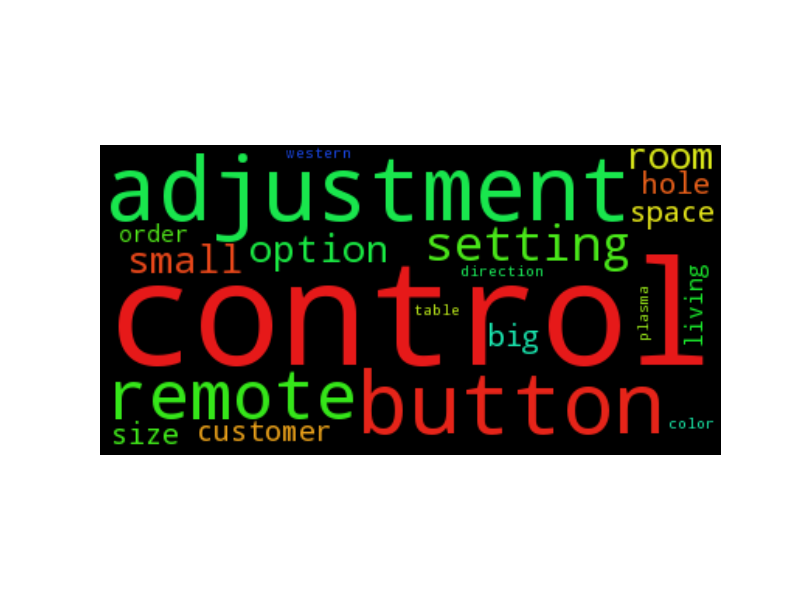 western
adjustment
room
hole
space
order
small
option
setting
direction
control
table
big
plasma
living
remote
button
size
customer
color